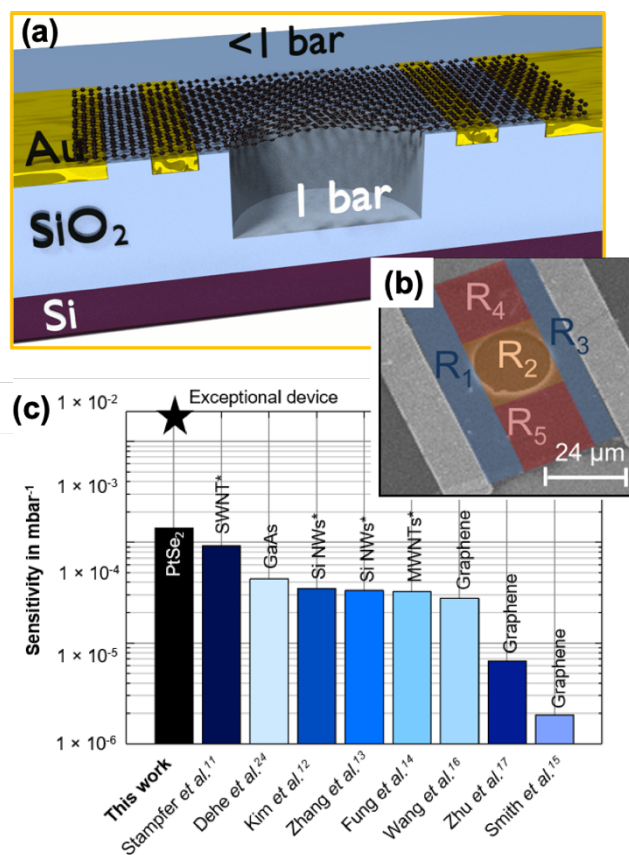 (a)
<1 bar
Au
1 bar
SiO₂
Si
(b)
R₄
R₁
R₂
R₃
R₅
24 µm
(c)
Exceptional device
1 × 10⁻²
1 × 10⁻³
1 × 10⁻⁴
1 × 10⁻⁵
1 × 10⁻⁶
Sensitivity in mbar⁻¹
PtSe₂
SWNT*
GaAs
Si NWs*
Si NWs*
MWNTs*
Graphene
Graphene
Graphene
This work
Stampfer et al.¹¹
Dehe et al.²⁴
Kim et al.¹²
Zhang et al.¹³
Fung et al.¹⁴
Wang et al.¹⁶
Zhu et al.¹⁷
Smith et al.¹⁵